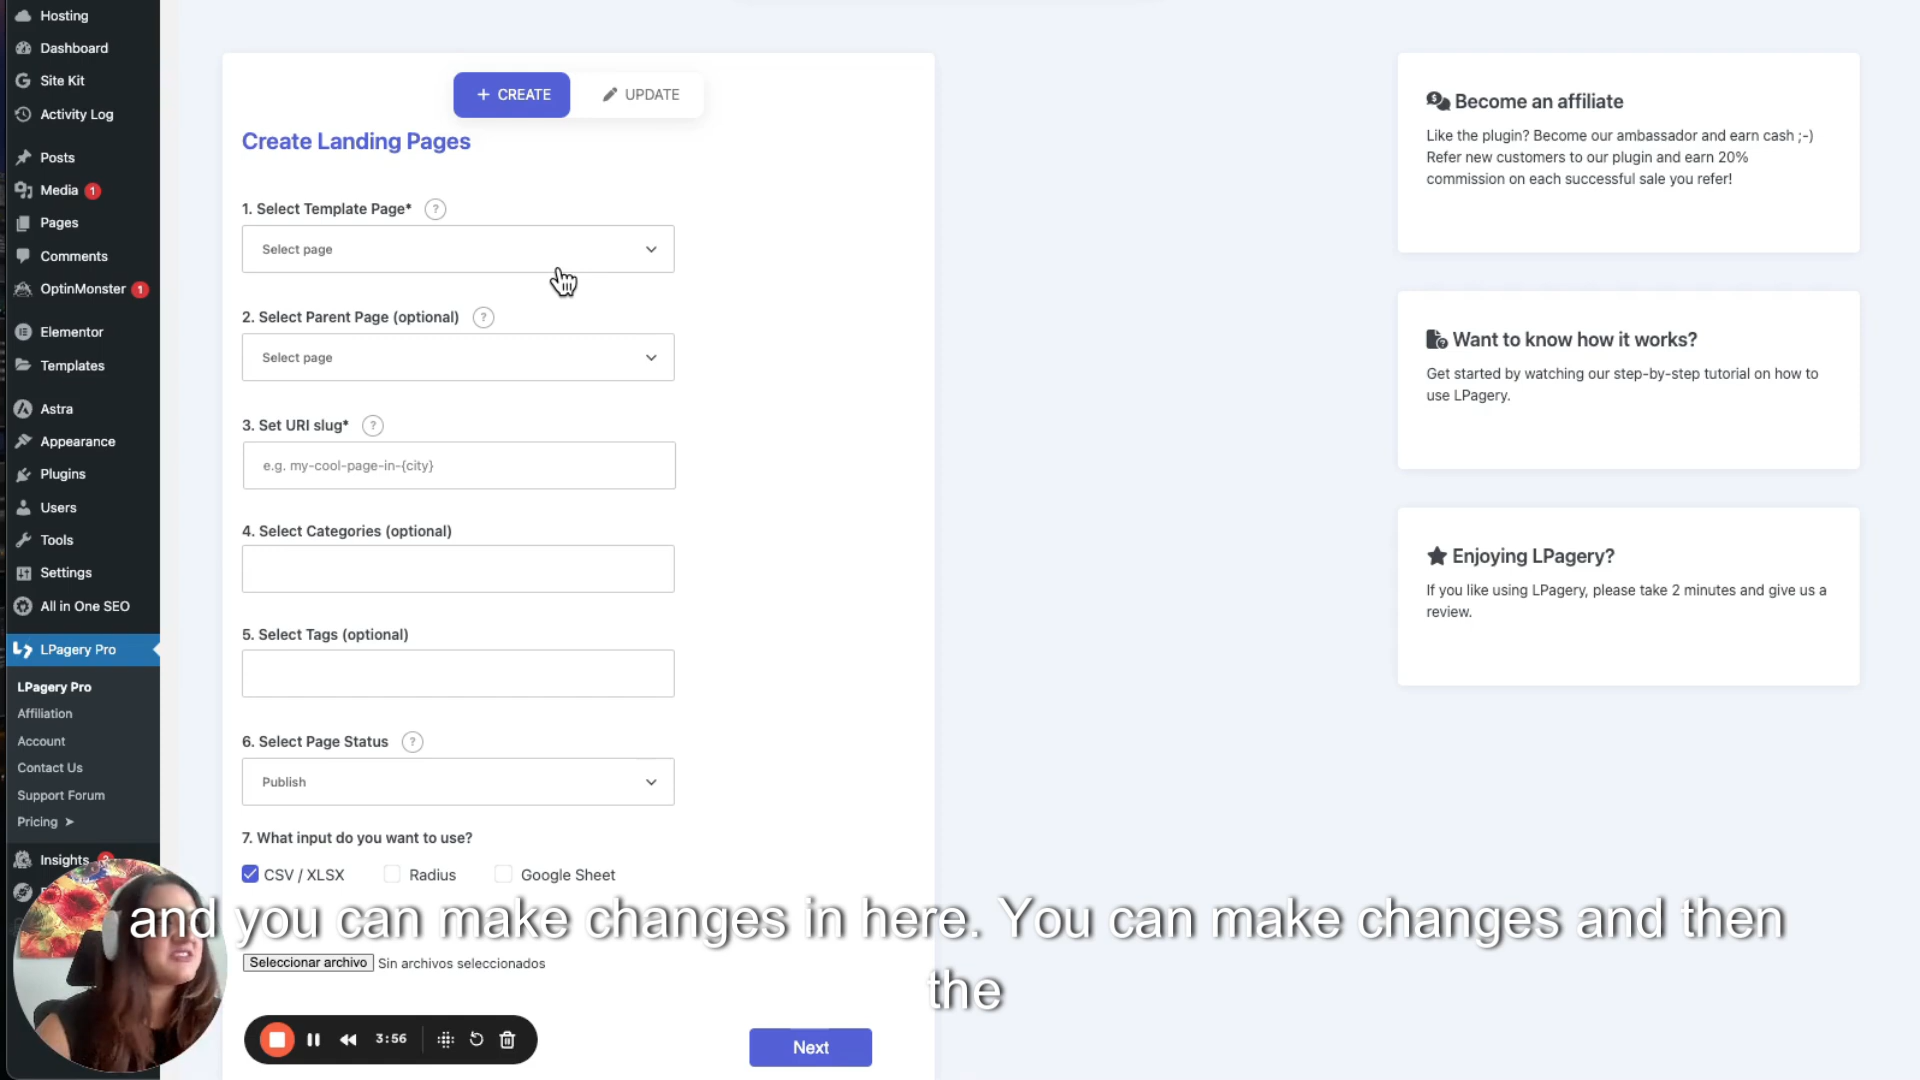 Hosting
Dashboard
Site Kit
Activity Log
Posts
Media 1
Pages
Comments
OptinMonster 1
Elementor
Templates
Astra
Appearance
Plugins
Users
Tools
Settings
All in One SEO
LPagery Pro
LPagery Pro
Affiliation
Account
Contact Us
Support Forum
Pricing ➤
Insights
+ CREATE
UPDATE
Create Landing Pages
1. Select Template Page* ?
Select page
2. Select Parent Page (optional) ?
Select page
3. Set URI slug* ?
e.g. my-cool-page-in-{city}
4. Select Categories (optional)
5. Select Tags (optional)
6. Select Page Status ?
Publish
7. What input do you want to use?
CSV / XLSX Radius Google Sheet
Seleccionar archivo Sin archivos seleccionados
3:56
Next
Become an affiliate
Like the plugin? Become our ambassador and earn cash ;-)
Refer new customers to our plugin and earn 20%
commission on each successful sale you refer!
Want to know how it works?
Get started by watching our step-by-step tutorial on how to
use LPagery.
Enjoying LPagery?
If you like using LPagery, please take 2 minutes and give us a
review.
and you can make changes in here. You can make changes and then
the